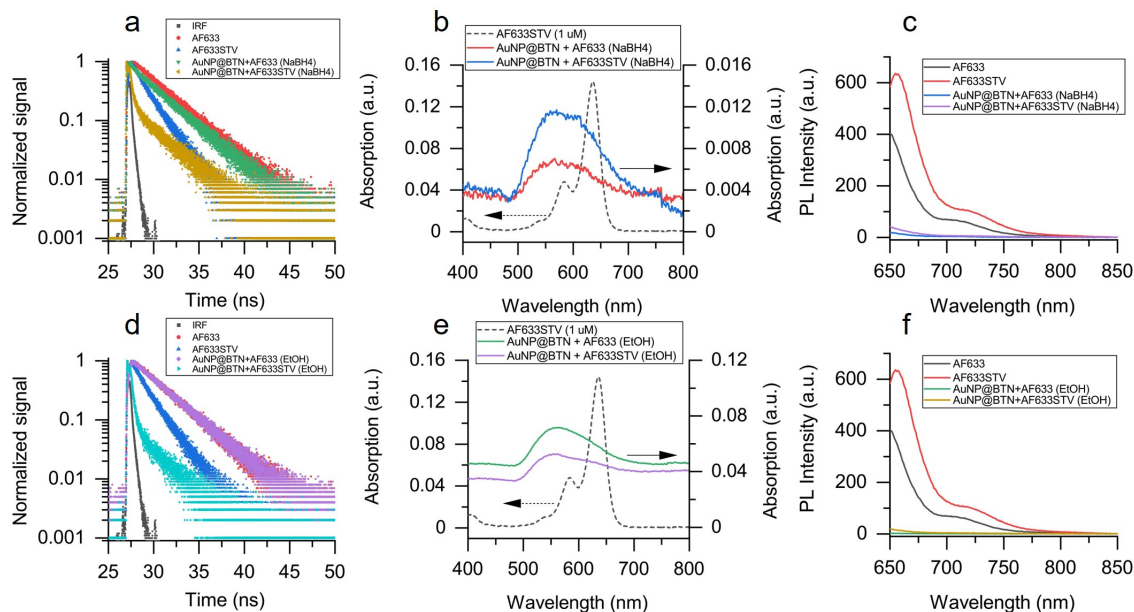 a
IRF
AF633
AF633STV
AuNP@BTN+AF633 (NaBH4)
AuNP@BTN+AF633STV (NaBH4)
Normalized signal
1
0.1
0.01
0.001
25 30 35 40 45 50
Time (ns)
b
AF633STV (1 uM)
AuNP@BTN + AF633 (NaBH4)
AuNP@BTN + AF633STV (NaBH4)
Absorption (a.u.)
0.16
0.12
0.08
0.04
0
0.016
0.012
0.008
0.004
0
Absorption (a.u.)
400 500 600 700 800
Wavelength (nm)
c
AF633
AF633STV
AuNP@BTN+AF633 (NaBH4)
AuNP@BTN+AF633STV (NaBH4)
PL Intensity (a.u.)
600
400
200
0
650 700 750 800 850
Wavelength (nm)
d
IRF
AF633
AF633STV
AuNP@BTN+AF633 (EtOH)
AuNP@BTN+AF633STV (EtOH)
Normalized signal
1
0.1
0.01
0.001
25 30 35 40 45 50
Time (ns)
e
AF633STV (1 uM)
AuNP@BTN + AF633 (EtOH)
AuNP@BTN + AF633STV (EtOH)
Absorption (a.u.)
0.16
0.12
0.08
0.04
0
0.12
0.08
0.04
0
Absorption (a.u.)
400 500 600 700 800
Wavelength (nm)
f
AF633
AF633STV
AuNP@BTN+AF633 (EtOH)
AuNP@BTN+AF633STV (EtOH)
PL Intensity (a.u.)
600
400
200
0
650 700 750 800 850
Wavelength (nm)